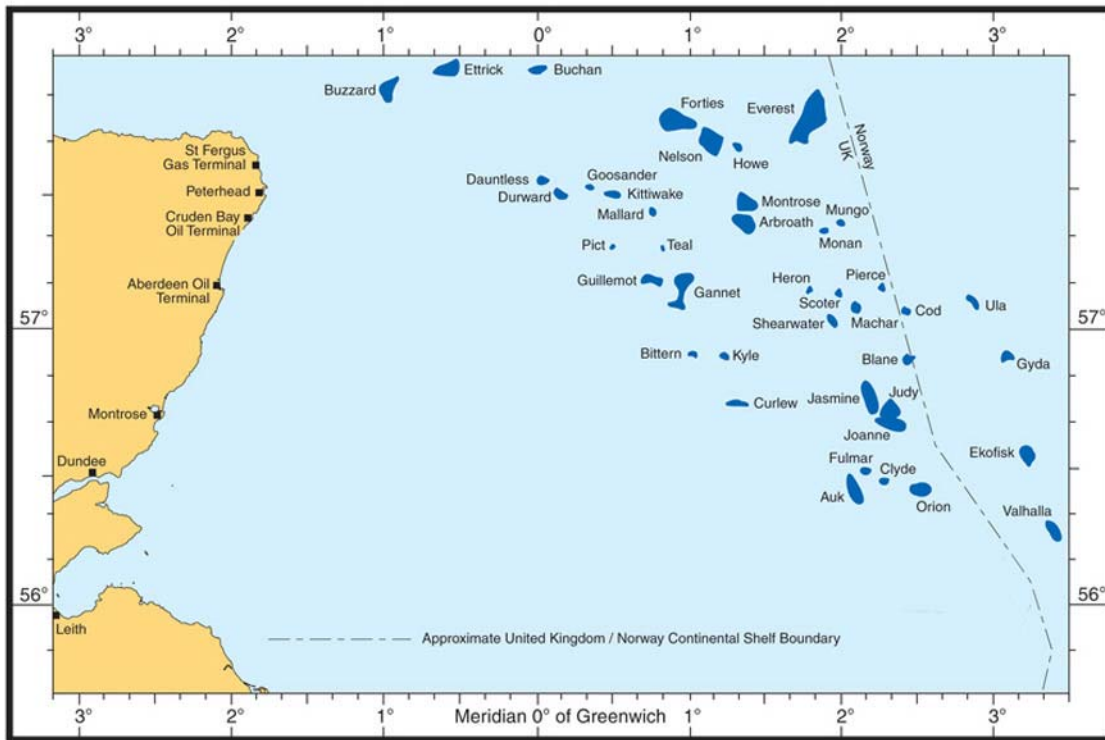 3°
2°
1°
0°
1°
2°
3°
Buzzard
Ettrick
Buchan
Forties
Everest
Nelson
Howe
Norway
UK
St Fergus
Gas Terminal
Peterhead
Cruden Bay
Oil Terminal
Aberdeen Oil
Terminal
Dauntless
Durward
Goosander
Kittiwake
Mallard
Montrose
Arbroath
Mungo
Monan
Pict
Teal
Guillemot
Gannet
Heron
Pierce
Scoter
Shearwater
Machar
Cod
Ula
57°
57°
Bittern
Kyle
Blane
Gyda
Curlew
Jasmine
Judy
Joanne
Montrose
Dundee
Fulmar
Clyde
Auk
Orion
Ekofisk
Valhalla
56°
56°
Leith
Approximate United Kingdom / Norway Continental Shelf Boundary
3°
2°
1°
Meridian 0° of Greenwich
1°
2°
3°